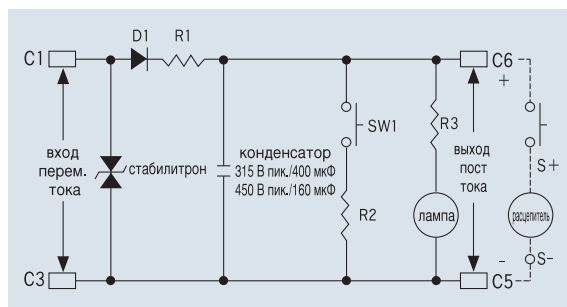 D1
R1
C1
C6
+
вход
перем.
тока
стабилитрон
конденсатор
315 В пик./400 мкФ
450 В пик./160 мкФ
SW1
R2
R3
лампа
выход
пост
тока
S+
расцепитель
-
S-
C3
C5